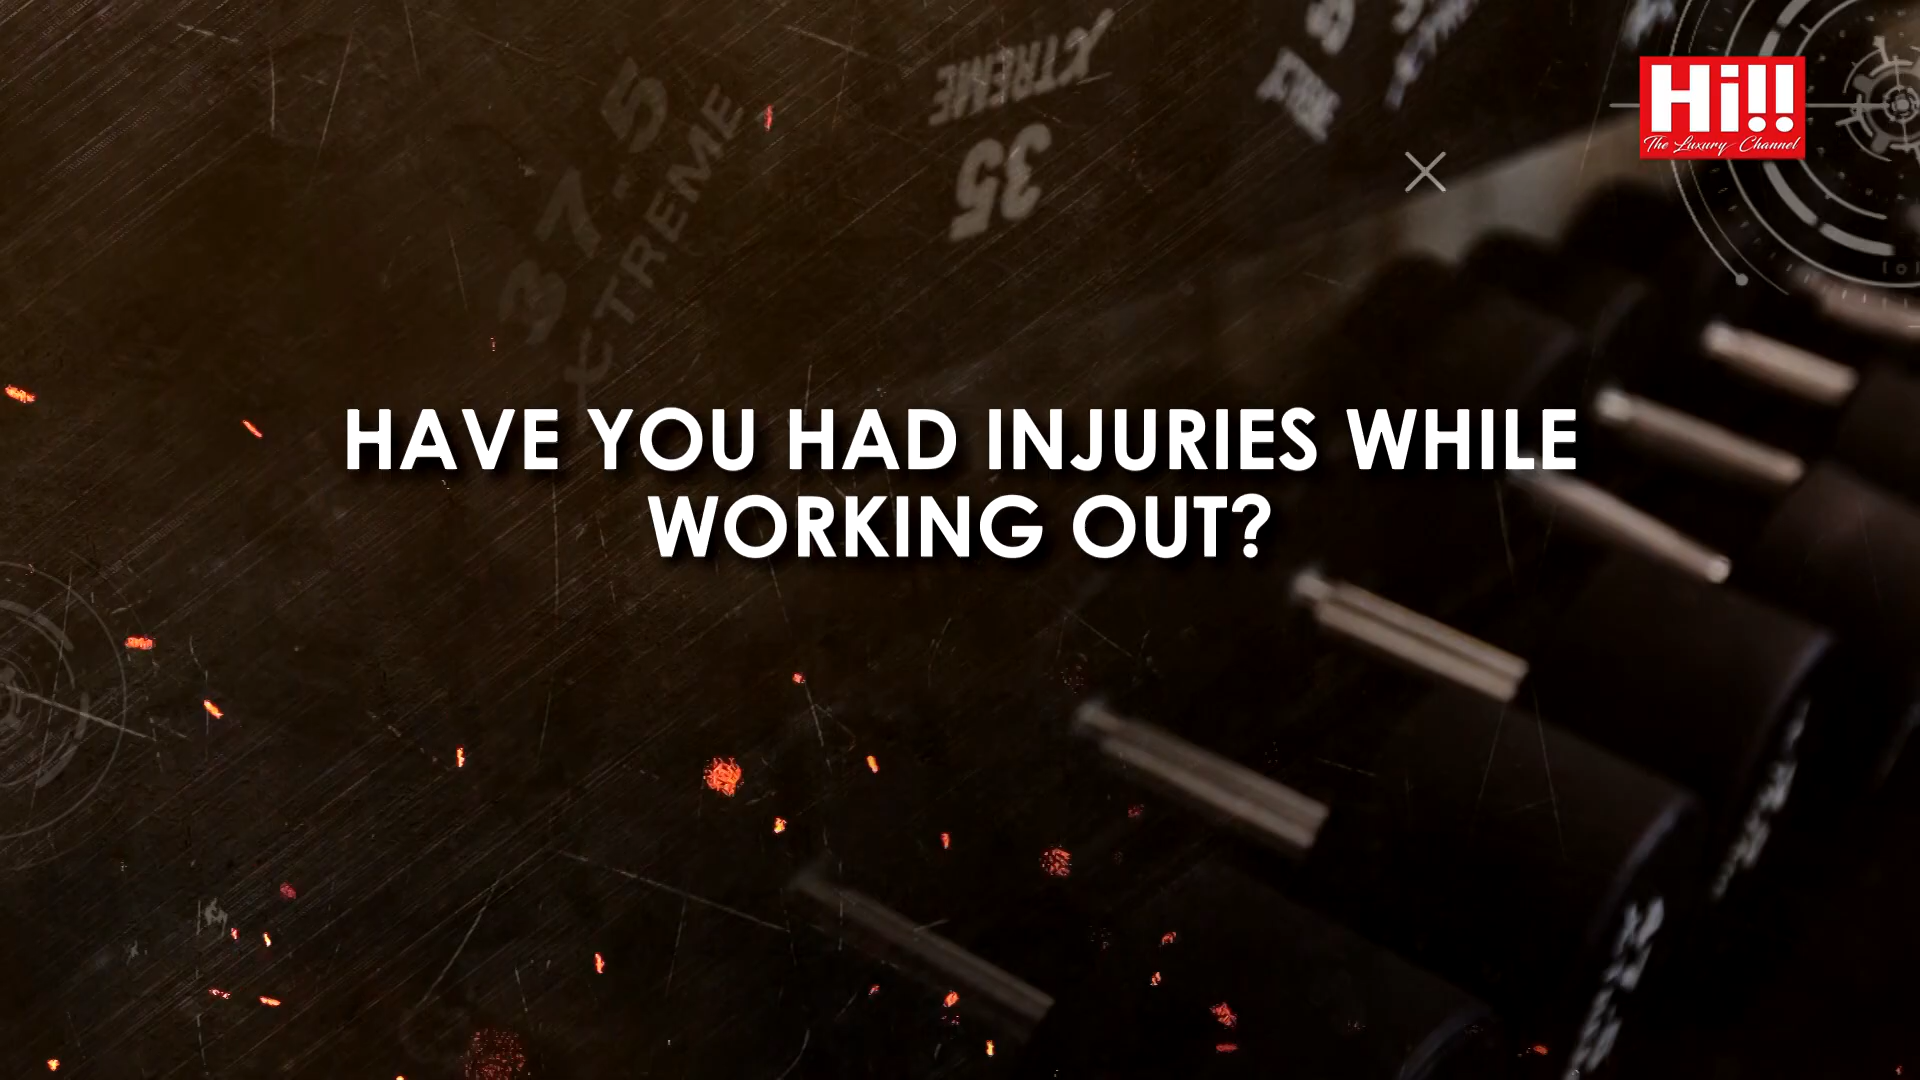 XTREME
35
37.5
XTREME
Hi!!
The Luxury Channel
HAVE YOU HAD INJURIES WHILE
WORKING OUT?